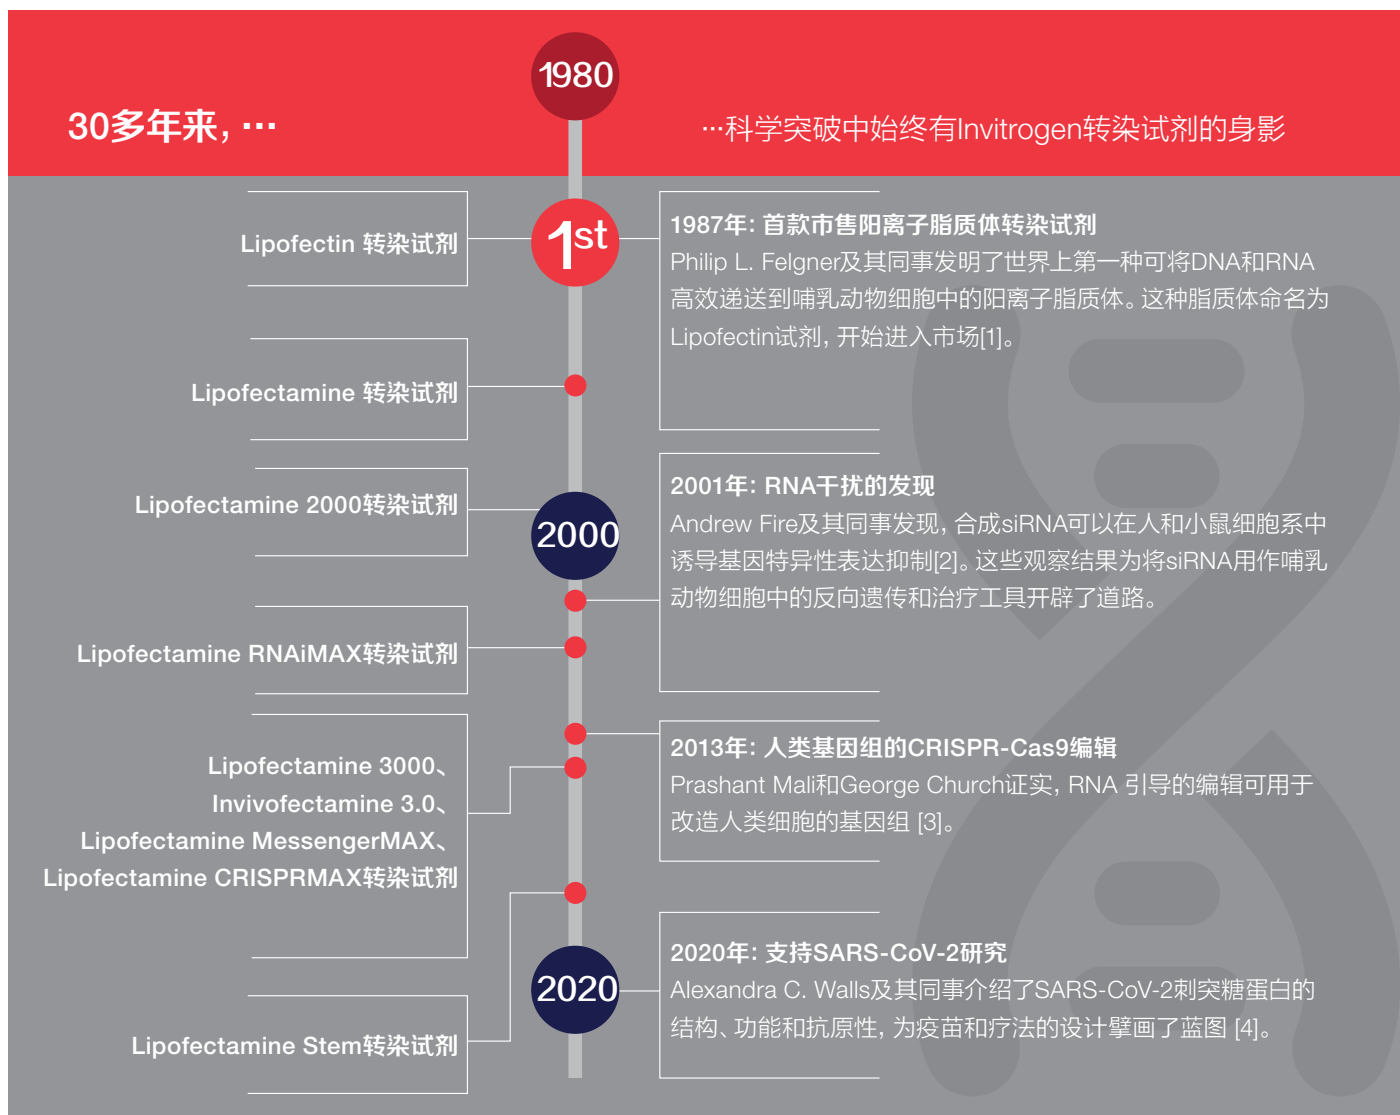 1980
30多年来, …
…科学突破中始终有Invitrogen转染试剂的身影
Lipofectin 转染试剂
1st
1987年: 首款市售阳离子脂质体转染试剂
Philip L. Felgner及其同事发明了世界上第一种可将DNA和RNA
高效递送到哺乳动物细胞中的阳离子脂质体。这种脂质体命名为
Lipofectin试剂, 开始进入市场[1]。
Lipofectamine 转染试剂
Lipofectamine 2000转染试剂
2000
2001年: RNA干扰的发现
Andrew Fire及其同事发现, 合成siRNA可以在人和小鼠细胞系中
诱导基因特异性表达抑制[2]。这些观察结果为将siRNA用作哺乳
动物细胞中的反向遗传和治疗工具开辟了道路。
Lipofectamine RNAiMAX转染试剂
Lipofectamine 3000、
Invivofectamine 3.0、
Lipofectamine MessengerMAX、
Lipofectamine CRISPRMAX转染试剂
2013年: 人类基因组的CRISPR-Cas9编辑
Prashant Mali和George Church证实, RNA 引导的编辑可用于
改造人类细胞的基因组 [3]。
2020
2020年: 支持SARS-CoV-2研究
Alexandra C. Walls及其同事介绍了SARS-CoV-2刺突糖蛋白的
结构、功能和抗原性, 为疫苗和疗法的设计擘画了蓝图 [4]。
Lipofectamine Stem转染试剂